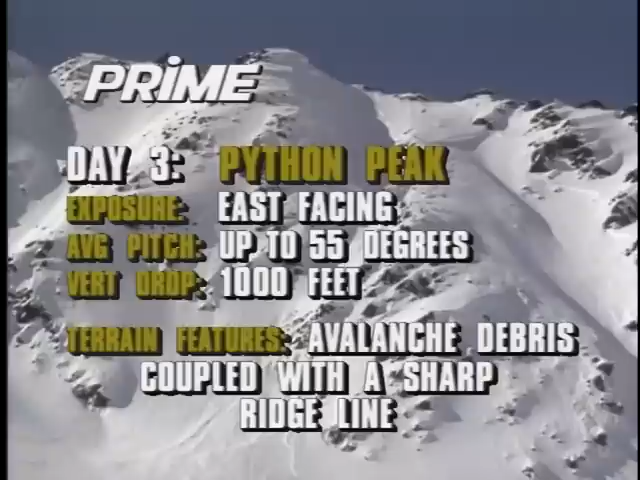 PRiME
DAY 3: PYTHON PEAK
EXPOSURE: EAST FACING
AVG PITCH: UP TO 55 DEGREES
VERT DROP: 1000 FEET
TERRAIN FEATURES: AVALANCHE DEBRIS
COUPLED WITH A SHARP
RIDGE LINE